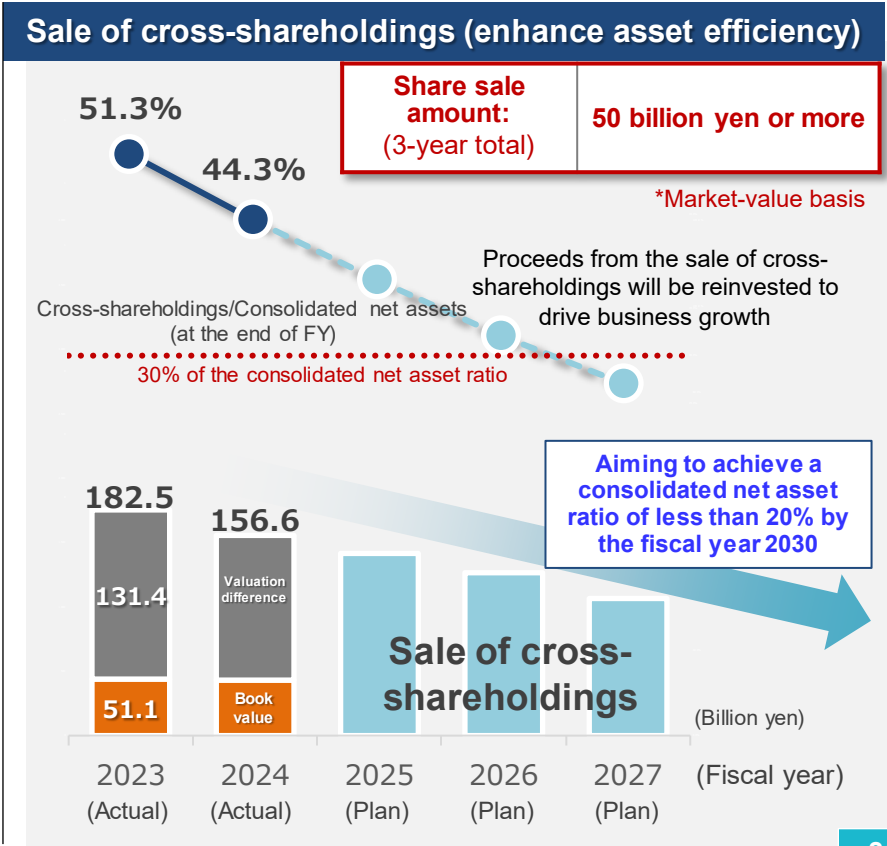 Sale of cross-shareholdings (enhance asset efficiency)
Share sale
amount:
(3-year total)
50 billion yen or more
*Market-value basis
51.3%
44.3%
Proceeds from the sale of cross-
shareholdings will be reinvested to
drive business growth
Cross-shareholdings/Consolidated net assets
(at the end of FY)
30% of the consolidated net asset ratio
Aiming to achieve a
consolidated net asset
ratio of less than 20% by
the fiscal year 2030
182.5
156.6
131.4
Valuation
difference
51.1
Book
value
Sale of cross-
shareholdings
(Billion yen)
2023
(Actual)
2024
(Actual)
2025
(Plan)
2026
(Plan)
2027
(Plan)
(Fiscal year)